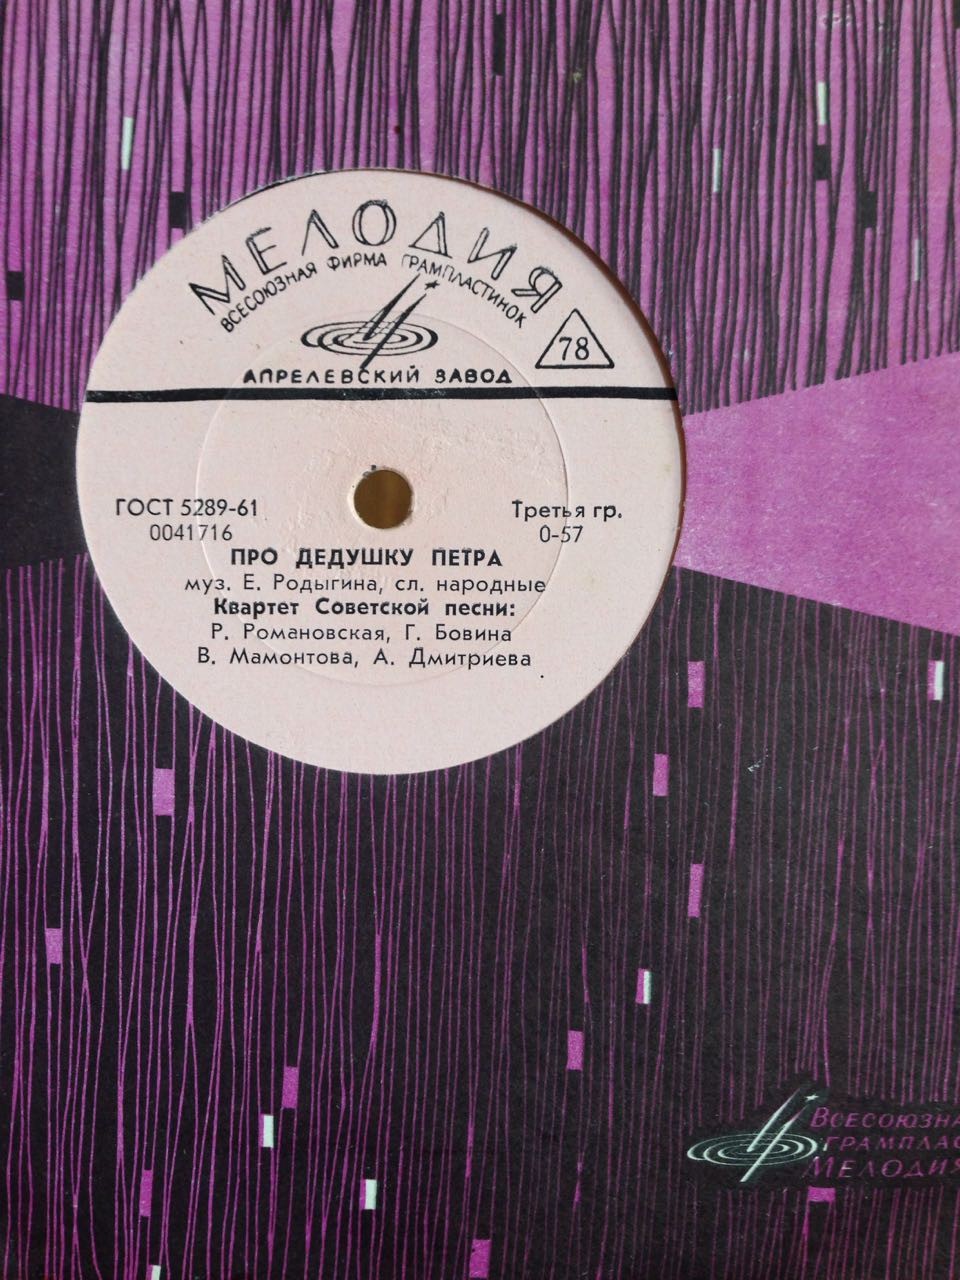 МЕЛОДИЯ
ВСЕСОЮЗНАЯ ФИРМА ГРАМПЛАСТИНОК
78
АПРЕЛЕВСКИЙ ЗАВОД
ГОСТ 5289-61
Третья гр.
0041716
0-57
ПРО ДЕДУШКУ ПЕТРА
муз. Е. Родыгина, сл. народные
Квартет Советской песни:
Р. Романовская, Г. Бовина
В. Мамонтова, А. Дмитриева
ВСЕСОЮЗНА
ГРАМПЛАС
МЕЛОДИЯ